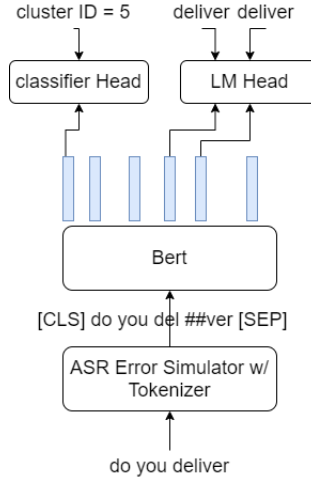 cluster ID = 5
deliver deliver
classifier Head
LM Head
Bert
[CLS] do you del ##ver [SEP]
ASR Error Simulator w/
Tokenizer
do you deliver